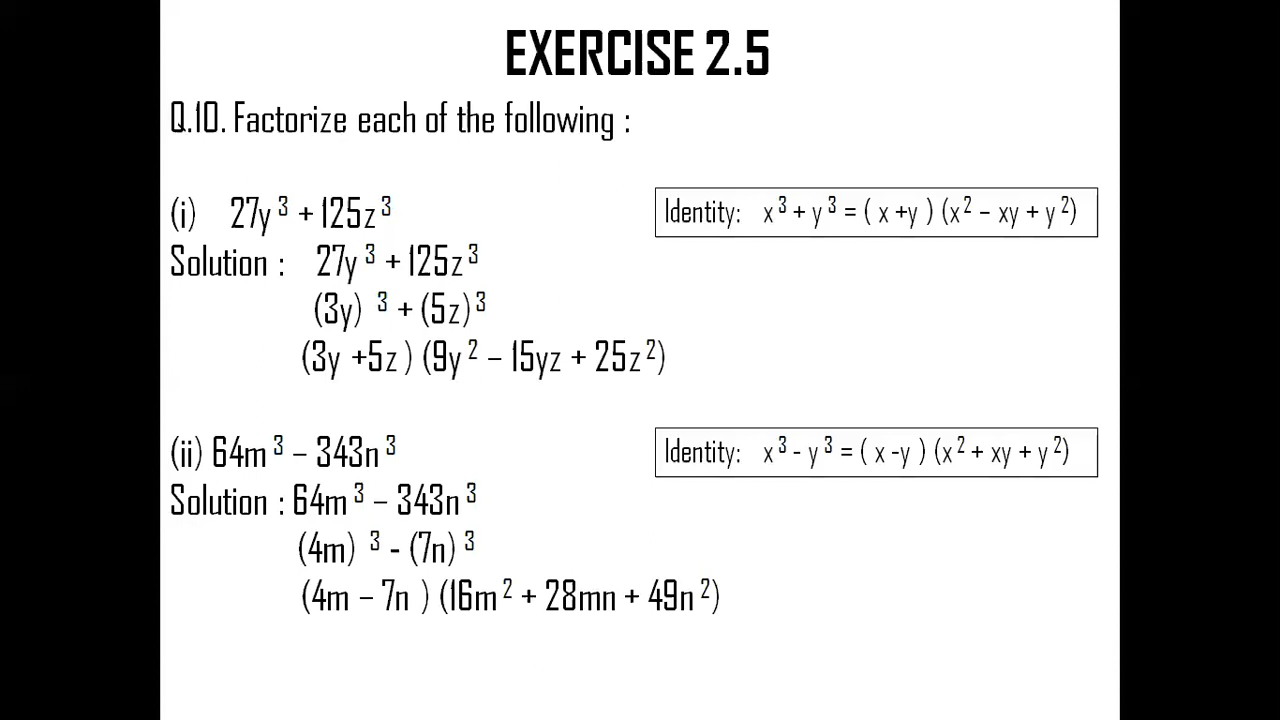 EXERCISE 2.5
Q.10. Factorize each of the following :
(i) 27y³ + 125z³
Identity: x³ + y³ = ( x +y ) (x² – xy + y²)
Solution : 27y³ + 125z³
(3y) ³ + (5z)³
(3y +5z ) (9y² – 15yz + 25z²)
(ii) 64m³ – 343n³
Identity: x³ - y³ = ( x -y ) (x² + xy + y²)
Solution : 64m³ – 343n³
(4m) ³ - (7n) ³
(4m – 7n ) (16m² + 28mn + 49n²)